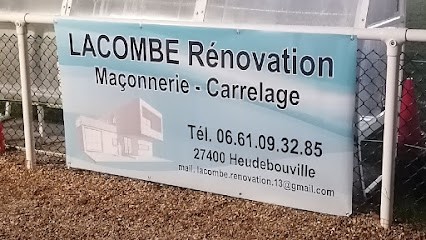 LACOMBE Rénovation
Maçonnerie - Carrelage
Tél. 06.61.09.32.85
27400 Heudebouville
mail: lacombe.renovation.13@gmail.com